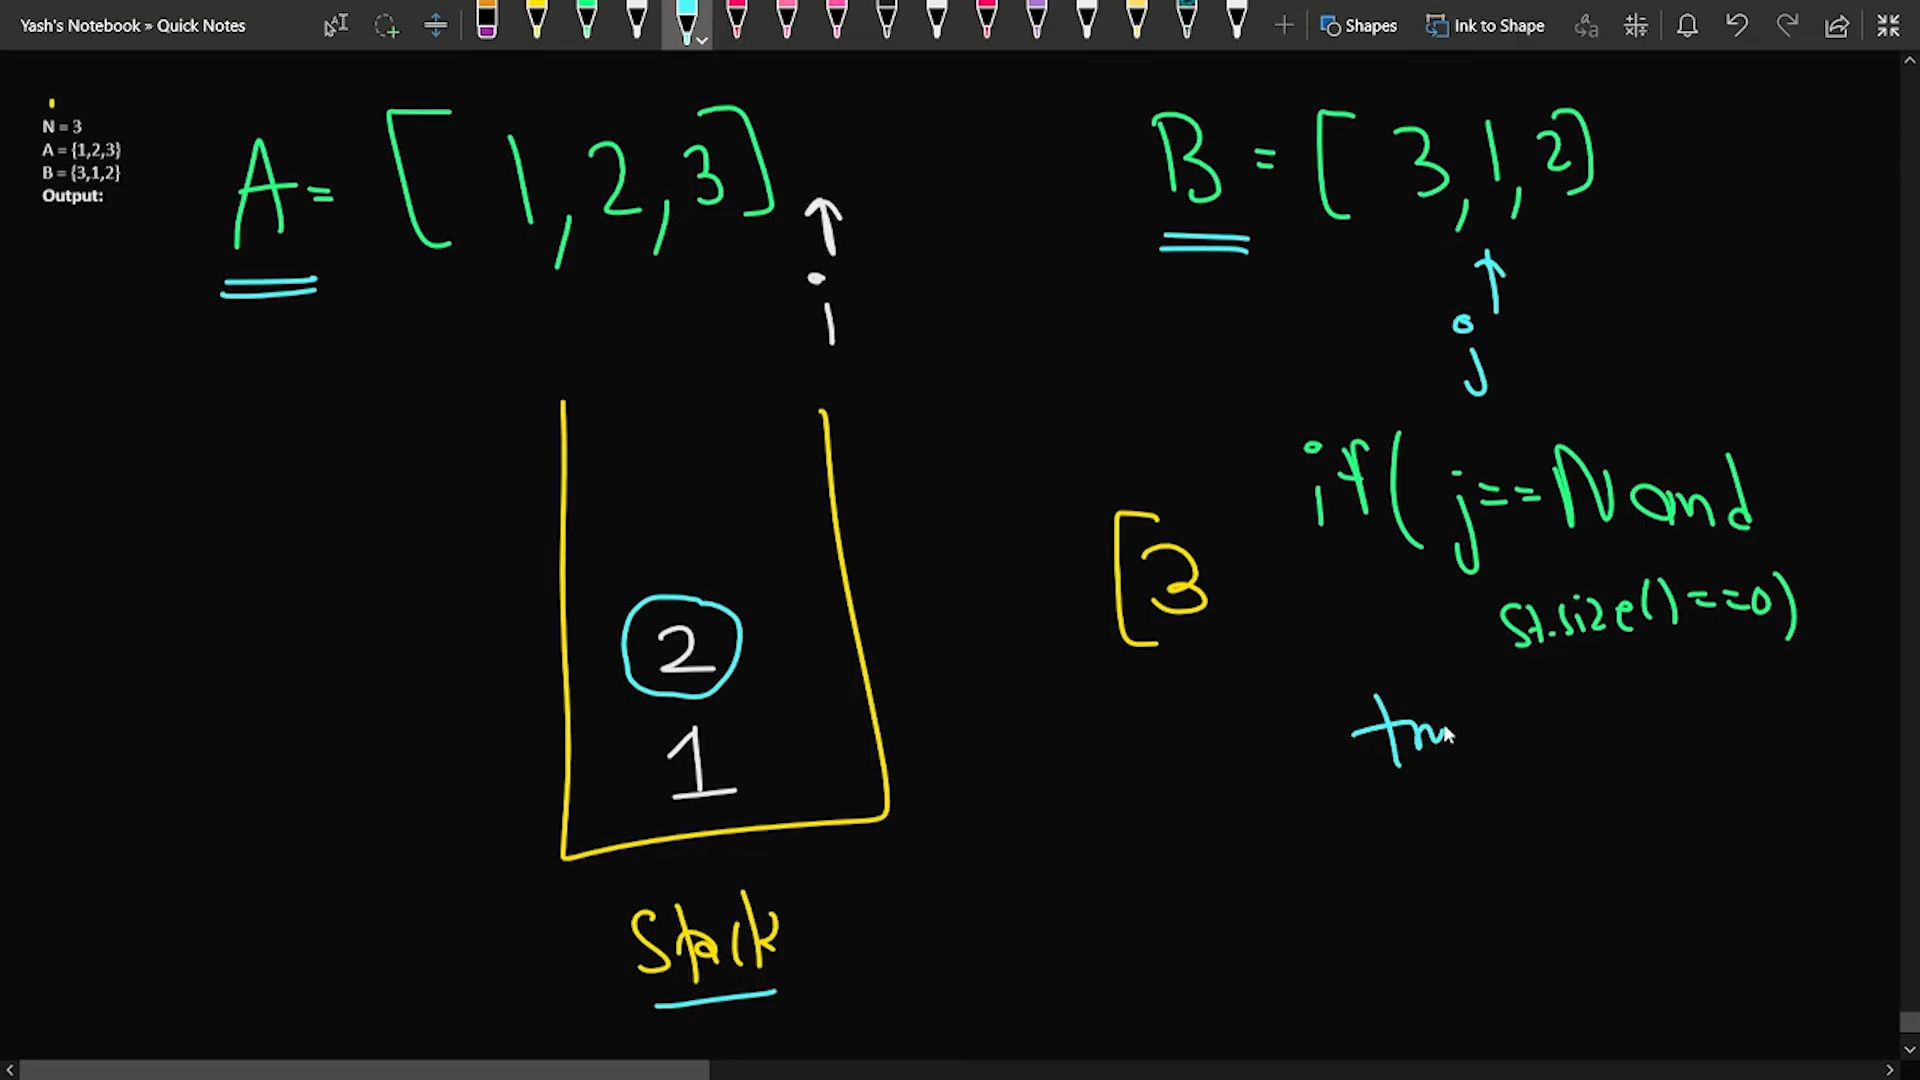 Yash's Notebook » Quick Notes
Shapes
Ink to Shape
N = 3
A = {1,2,3}
B = {3,1,2}
Output:
A = [1,2,3]
B = [3,1,2]
i
j
if( j==N and
st.size()==0)
[3
2
1
Stack